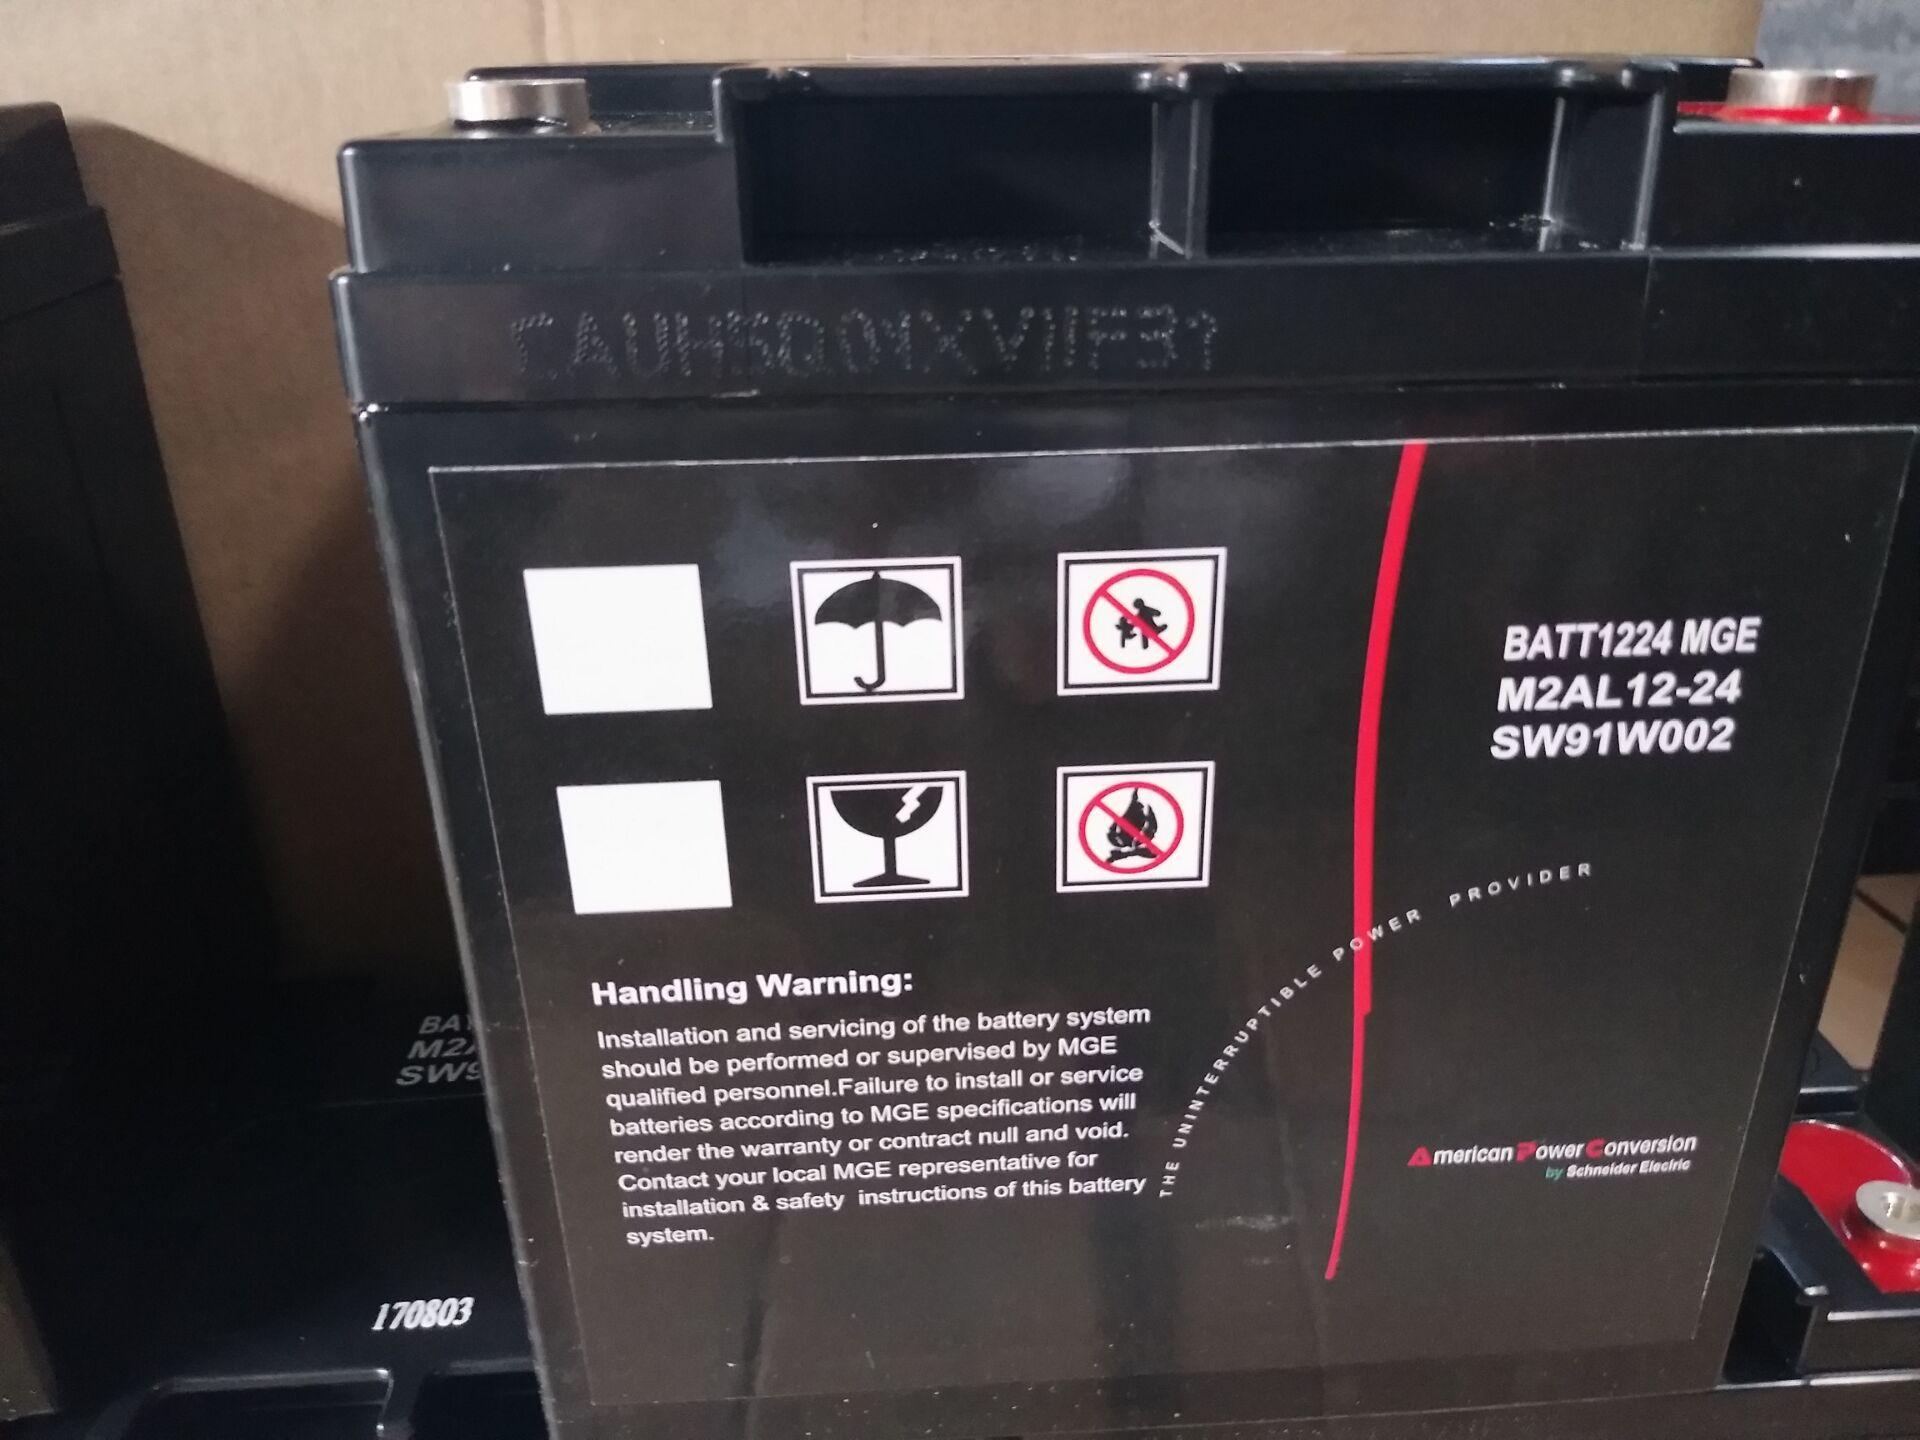 BATT1224 MGE
M2AL12-24
SW91W002
THE UNINTERRUPTIBLE POWER PROVIDER
Handling Warning:
Installation and servicing of the battery system
should be performed or supervised by MGE
qualified personnel.Failure to install or service
batteries according to MGE specifications will
render the warranty or contract null and void.
Contact your local MGE representative for
installation & safety instructions of this battery
system.
American Power Conversion
by Schneider Electric
BA
M2A
SW9
170803